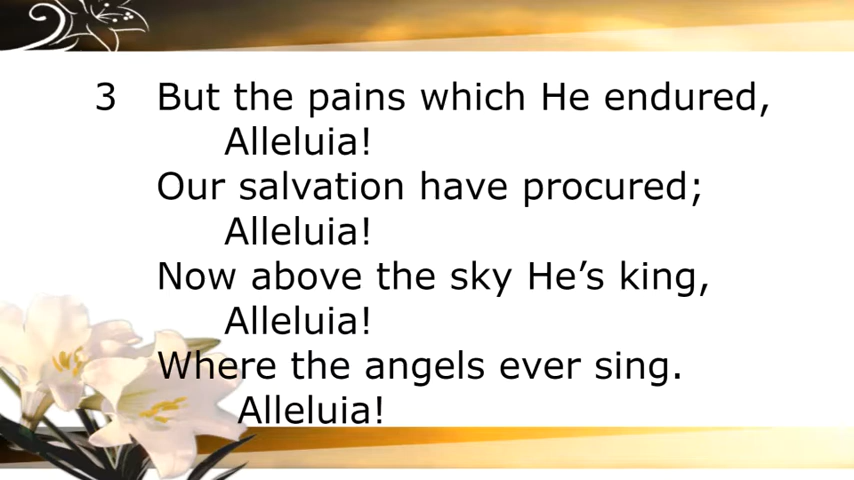 3 But the pains which He endured,
Alleluia!
Our salvation have procured;
Alleluia!
Now above the sky He’s king,
Alleluia!
Where the angels ever sing.
Alleluia!